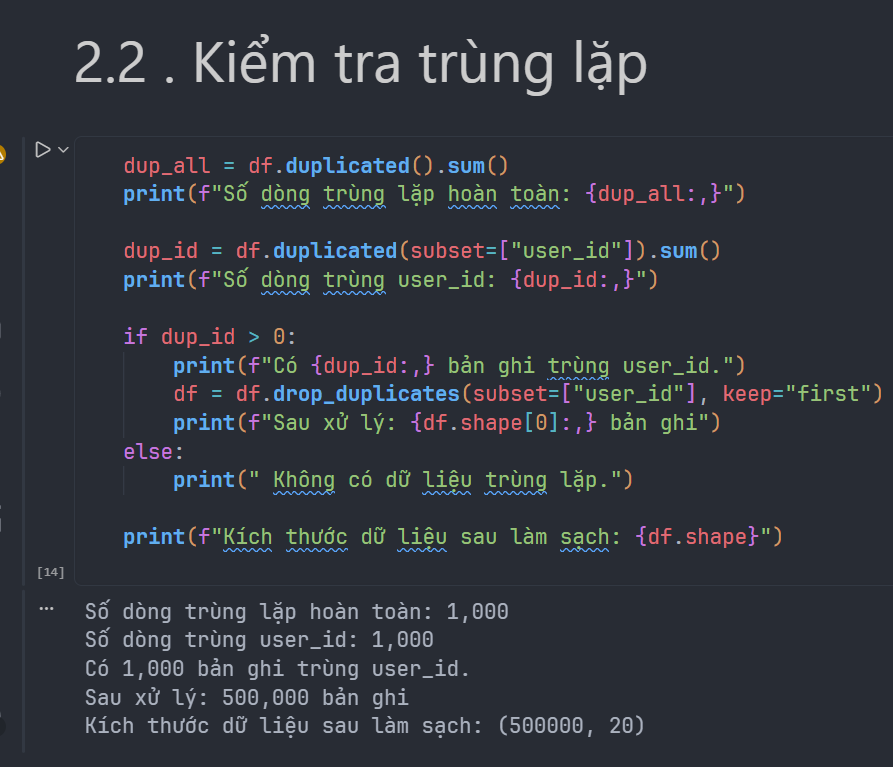 2.2 . Kiểm tra trùng lặp
dup_all = df.duplicated().sum()
print(f"Số dòng trùng lặp hoàn toàn: {dup_all:,}")
dup_id = df.duplicated(subset=["user_id"]).sum()
print(f"Số dòng trùng user_id: {dup_id:,}")
if dup_id > 0:
    print(f"Có {dup_id:,} bản ghi trùng user_id.")
    df = df.drop_duplicates(subset=["user_id"], keep="first")
    print(f"Sau xử lý: {df.shape[0]:,} bản ghi")
else:
    print(" Không có dữ liệu trùng lặp.")
print(f"Kích thước dữ liệu sau làm sạch: {df.shape}")
[14]
Số dòng trùng lặp hoàn toàn: 1,000
Số dòng trùng user_id: 1,000
Có 1,000 bản ghi trùng user_id.
Sau xử lý: 500,000 bản ghi
Kích thước dữ liệu sau làm sạch: (500000, 20)